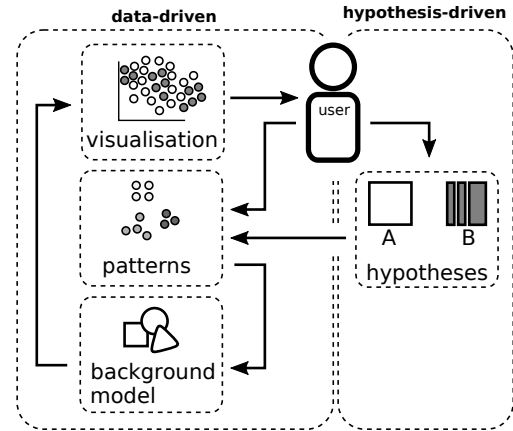 data-driven
hypothesis-driven
visualisation
user
patterns
A
B
hypotheses
background
model